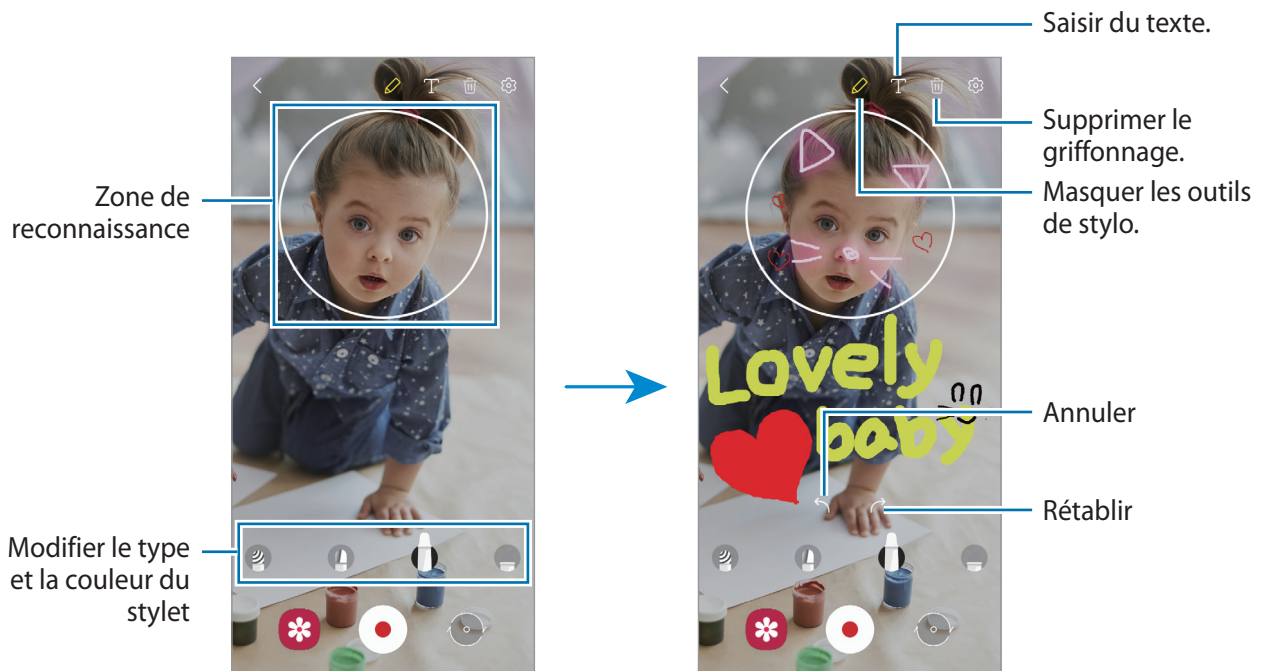 Saisir du texte.
Supprimer le
griffonnage.
Zone de
reconnaissance
Masquer les outils
de stylo.
Lovely
baby
Annuler
Rétablir
Modifier le type
et la couleur du
stylet